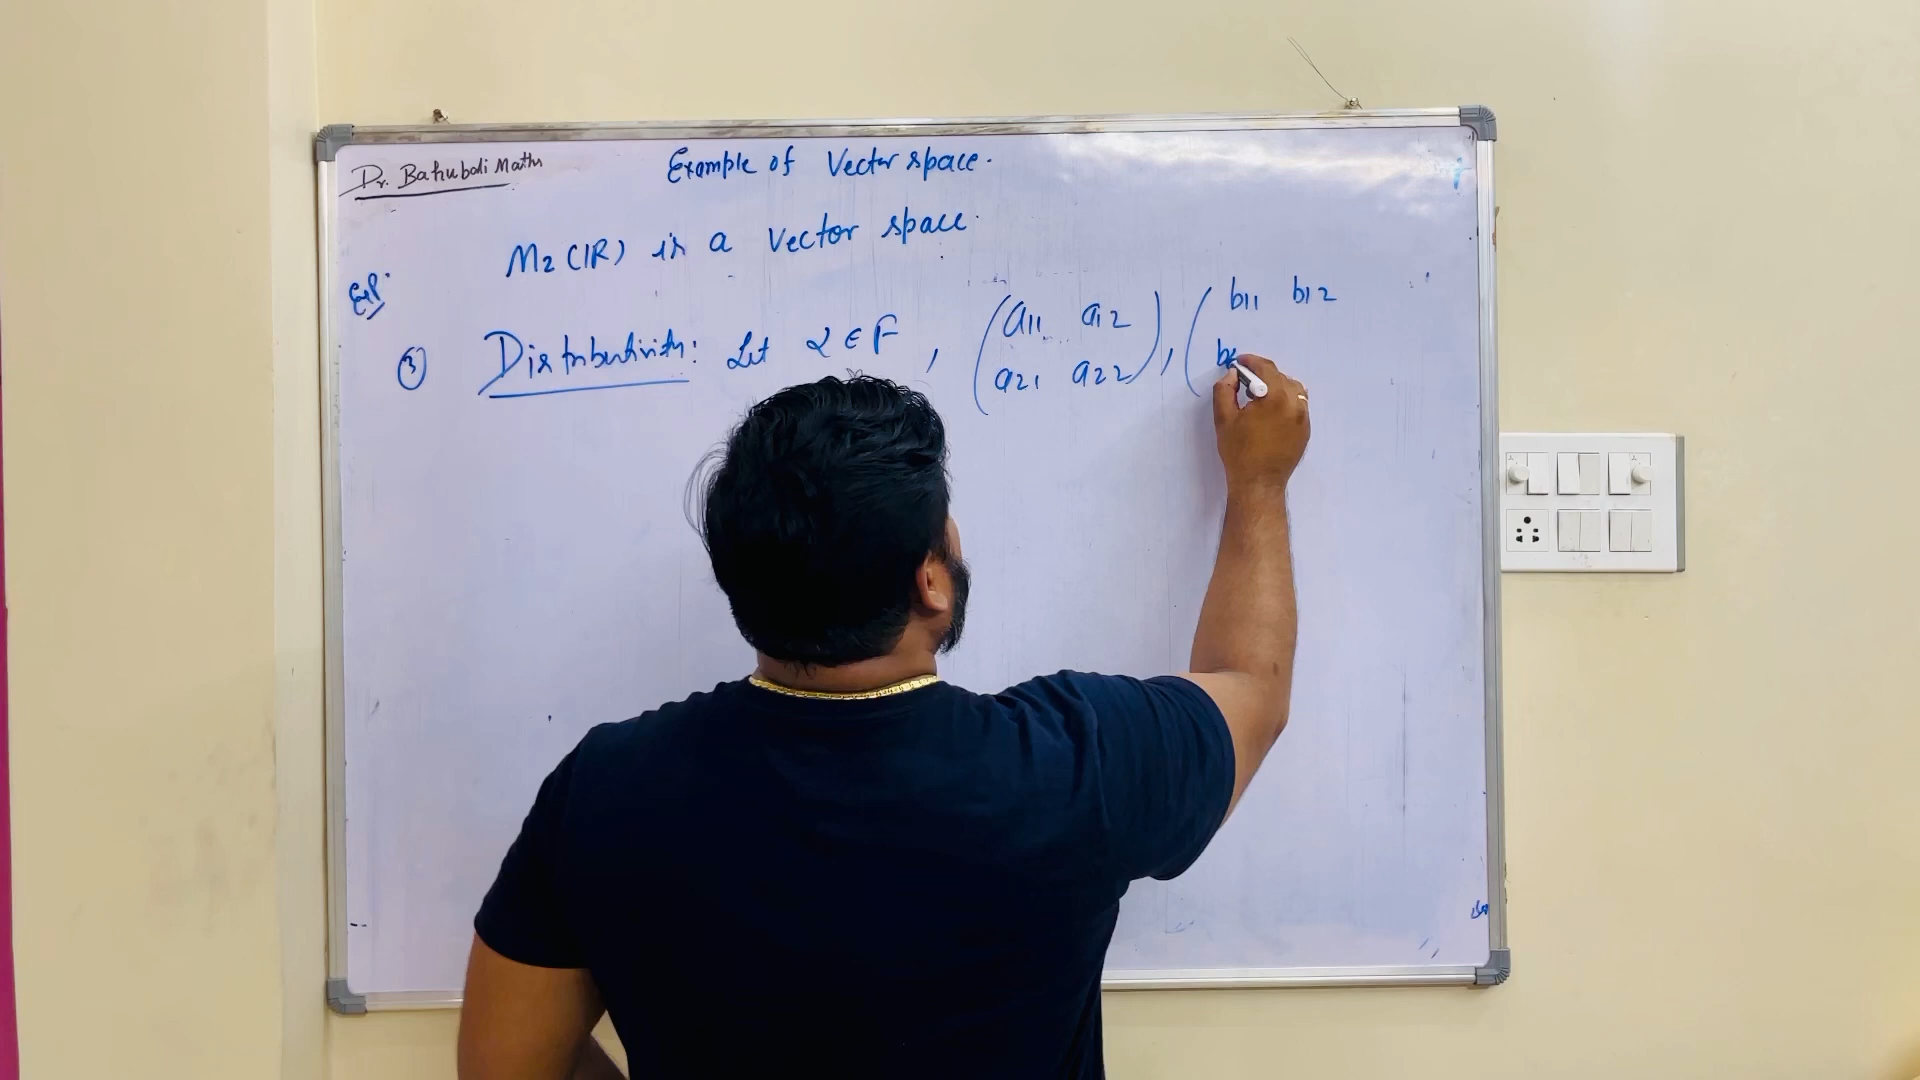 Dr. Bahubali Maths
Example of Vector space.
M2 (IR) is a vector space.
Exp:
③ Distributivity: Let α ∈ F, (a11 a12), (b11 b12
a21 a22 b